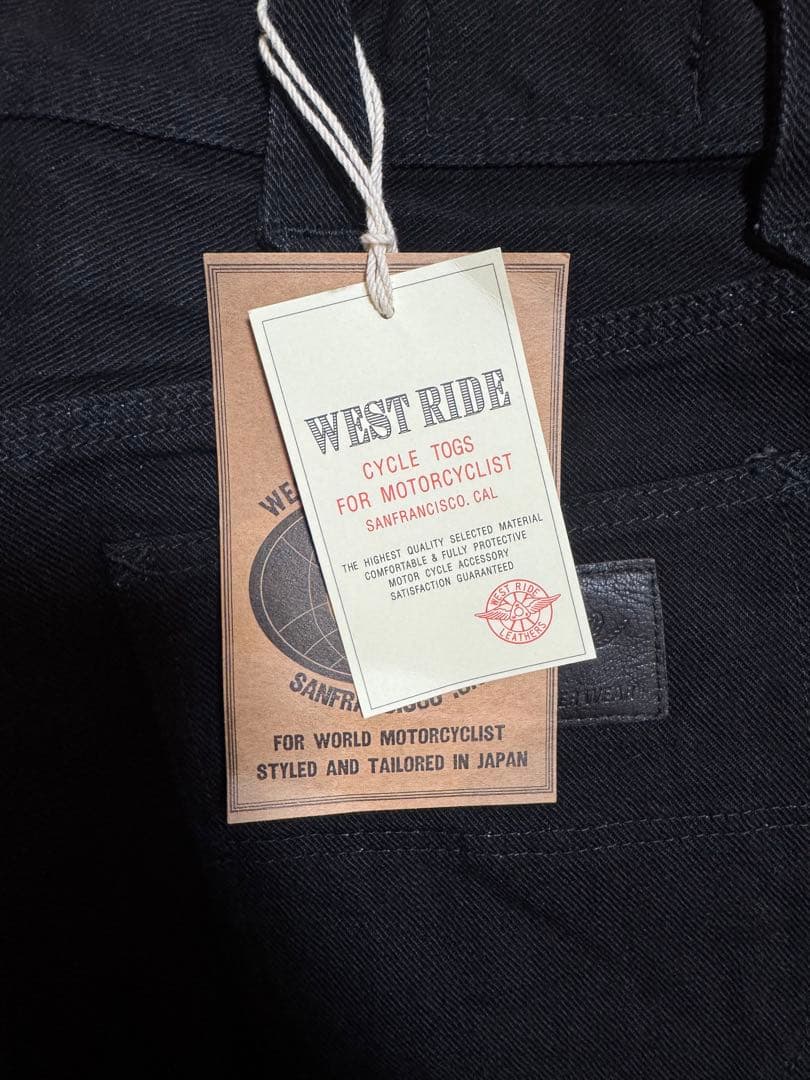 WEST RIDE
CYCLE TOGS
FOR MOTORCYCLIST
SANFRANCISCO. CAL
THE HIGHEST QUALITY SELECTED MATERIAL
COMFORTABLE & FULLY PROTECTIVE
MOTOR CYCLE ACCESSORY
SATISFACTION GUARANTEED
WEST RIDE
LEATHERS
FOR WORLD MOTORCYCLIST
STYLED AND TAILORED IN JAPAN